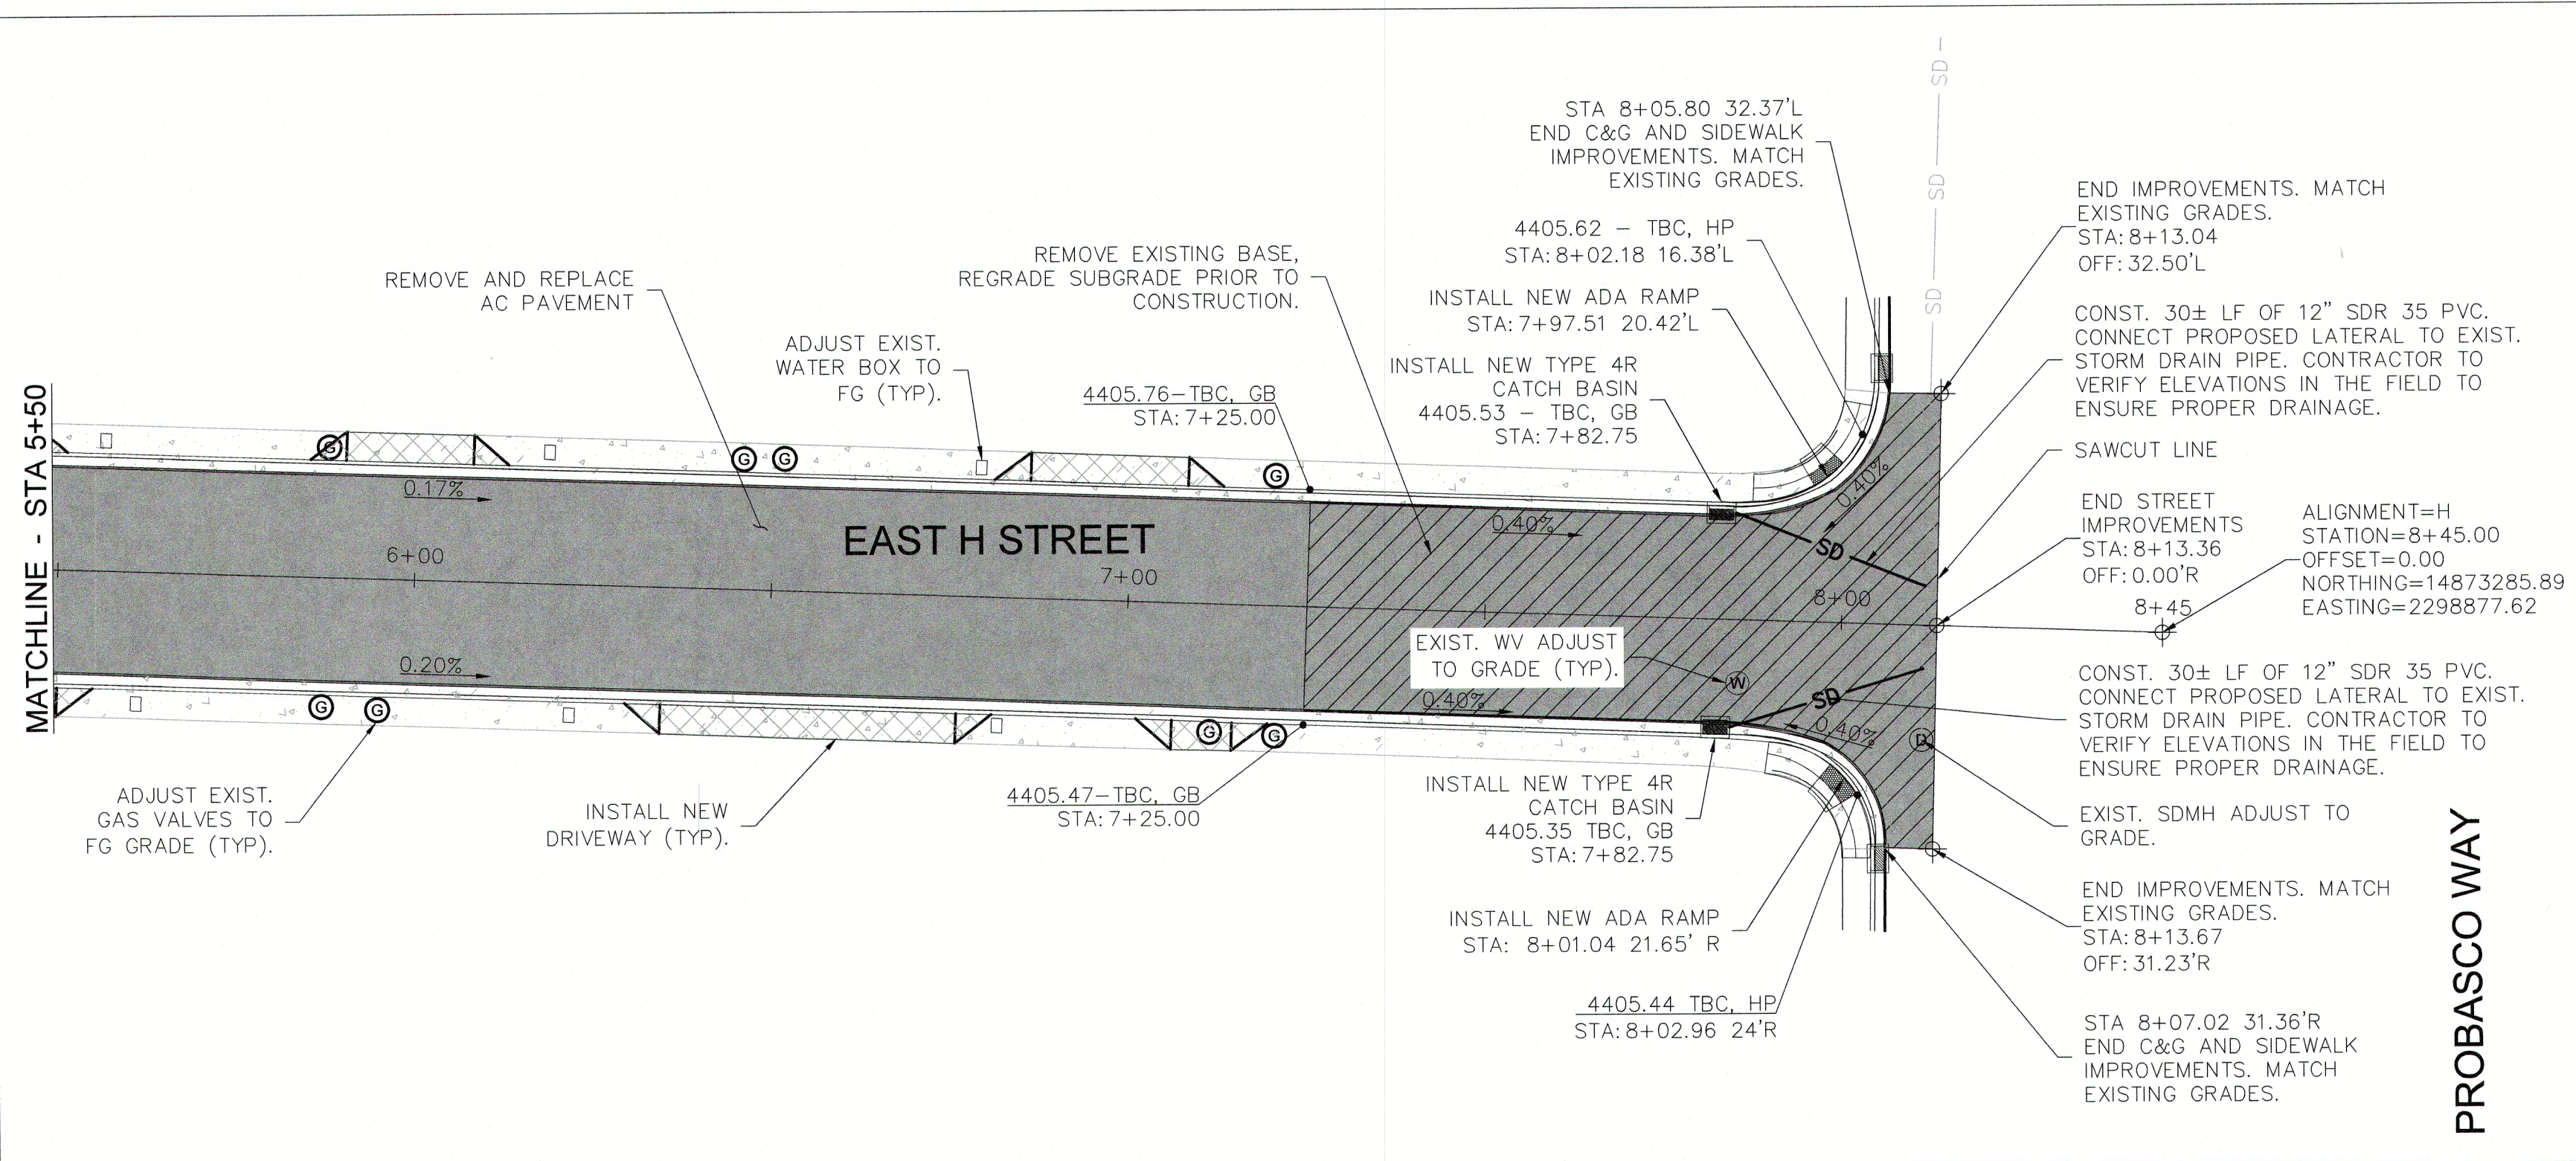 MATCHLINE - STA 5+50
REMOVE AND REPLACE
AC PAVEMENT
ADJUST EXIST.
WATER BOX TO
FG (TYP).
REMOVE EXISTING BASE,
REGRADE SUBGRADE PRIOR TO
CONSTRUCTION.
4405.76-TBC, GB
STA: 7+25.00
STA 8+05.80 32.37'L
END C&G AND SIDEWALK
IMPROVEMENTS. MATCH
EXISTING GRADES.
4405.62 - TBC, HP
STA: 8+02.18 16.38'L
INSTALL NEW ADA RAMP
STA: 7+97.51 20.42'L
INSTALL NEW TYPE 4R
CATCH BASIN
4405.53 - TBC, GB
STA: 7+82.75
SD
SD
SD
END IMPROVEMENTS. MATCH
EXISTING GRADES.
STA: 8+13.04
OFF: 32.50'L
CONST. 30± LF OF 12" SDR 35 PVC.
CONNECT PROPOSED LATERAL TO EXIST.
STORM DRAIN PIPE. CONTRACTOR TO
VERIFY ELEVATIONS IN THE FIELD TO
ENSURE PROPER DRAINAGE.
SAWCUT LINE
END STREET
IMPROVEMENTS
STA: 8+13.36
OFF: 0.00'R
8+45
ALIGNMENT=H
STATION=8+45.00
OFFSET=0.00
NORTHING=14873285.89
EASTING=2298877.62
G
G
G
G
0.17%
EAST H STREET
0.40%
0.40%
SD
6+00
7+00
8+00
EXIST. WV ADJUST
TO GRADE (TYP).
W
0.20%
0.40%
SD
0.40%
D
G
G
G
G
ADJUST EXIST.
GAS VALVES TO
FG GRADE (TYP).
INSTALL NEW
DRIVEWAY (TYP).
4405.47-TBC, GB
STA: 7+25.00
INSTALL NEW TYPE 4R
CATCH BASIN
4405.35 TBC, GB
STA: 7+82.75
INSTALL NEW ADA RAMP
STA: 8+01.04 21.65' R
4405.44 TBC, HP
STA: 8+02.96 24'R
CONST. 30± LF OF 12" SDR 35 PVC.
CONNECT PROPOSED LATERAL TO EXIST.
STORM DRAIN PIPE. CONTRACTOR TO
VERIFY ELEVATIONS IN THE FIELD TO
ENSURE PROPER DRAINAGE.
EXIST. SDMH ADJUST TO
GRADE.
END IMPROVEMENTS. MATCH
EXISTING GRADES.
STA: 8+13.67
OFF: 31.23'R
STA 8+07.02 31.36'R
END C&G AND SIDEWALK
IMPROVEMENTS. MATCH
EXISTING GRADES.
PROBASCO WAY